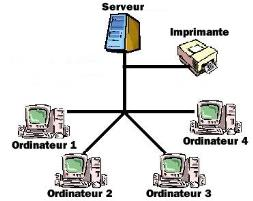 Serveur
Imprimante
Ordinateur 1
Ordinateur 4
Ordinateur 2
Ordinateur 3